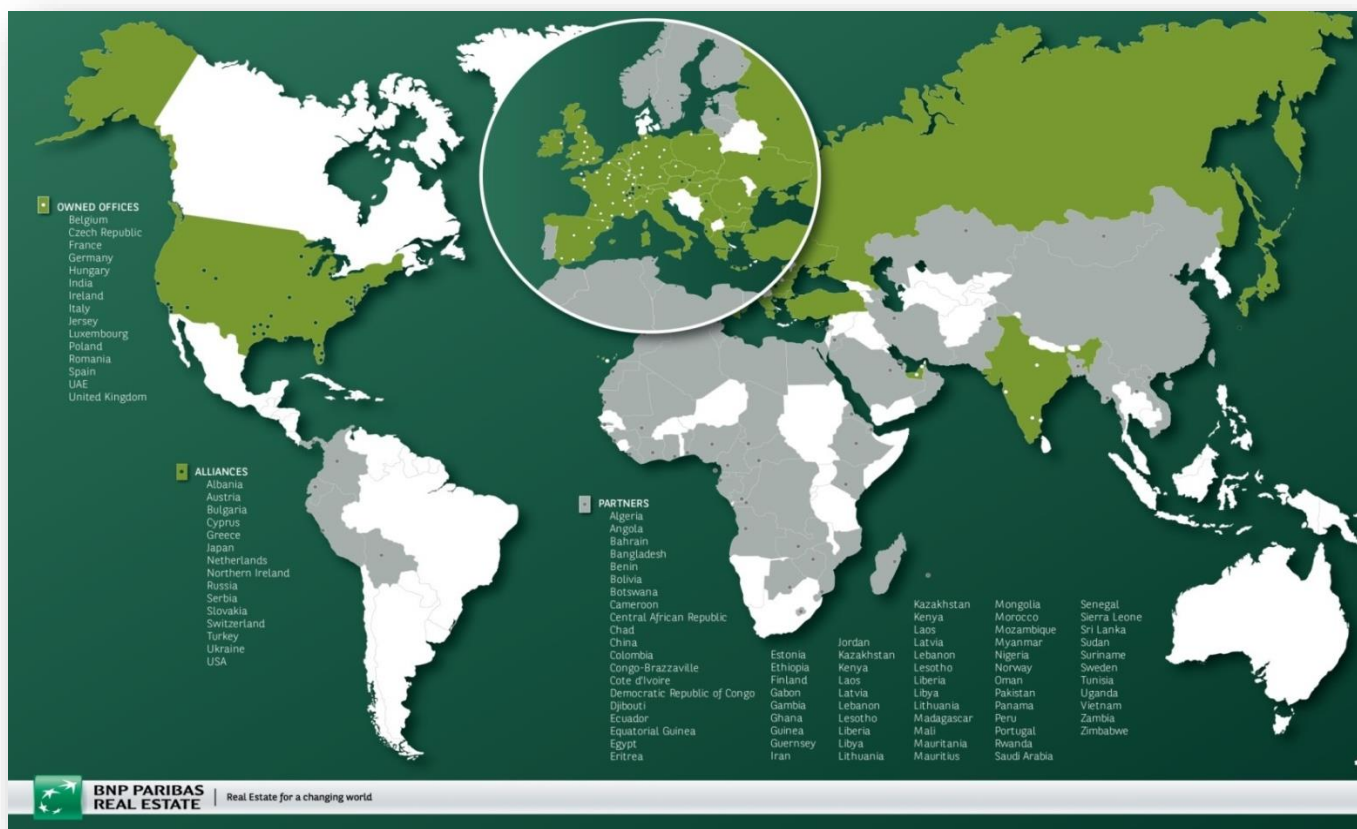 OWNED OFFICES
Belgium
Czech Republic
France
Germany
Hungary
India
Ireland
Italy
Jersey
Luxembourg
Poland
Romania
Spain
UAE
United Kingdom
ALLIANCES
Albania
Austria
Bulgaria
Cyprus
Greece
Japan
Netherlands
Northern Ireland
Russia
Serbia
Slovakia
Switzerland
Turkey
Ukraine
USA
PARTNERS
Algeria
Angola
Bahrain
Bangladesh
Benin
Bolivia
Botswana
Cameroon
Central African Republic
Chad
China
Colombia
Congo-Brazzaville
Cote d'Ivoire
Democratic Republic of Congo
Djibouti
Ecuador
Equatorial Guinea
Egypt
Eritrea
Estonia
Ethiopia
Finland
Gabon
Gambia
Ghana
Guinea
Guernsey
Iran
Jordan
Kazakhstan
Kenya
Laos
Latvia
Lebanon
Lesotho
Liberia
Libya
Lithuania
Kazakhstan
Kenya
Laos
Latvia
Lebanon
Lesotho
Liberia
Libya
Lithuania
Madagascar
Mali
Mauritania
Mauritius
Mongolia
Morocco
Mozambique
Myanmar
Nigeria
Norway
Oman
Pakistan
Panama
Peru
Portugal
Rwanda
Saudi Arabia
Senegal
Sierra Leone
Sri Lanka
Sudan
Suriname
Sweden
Tunisia
Uganda
Vietnam
Zambia
Zimbabwe
BNP PARIBAS
REAL ESTATE
Real Estate for a changing world